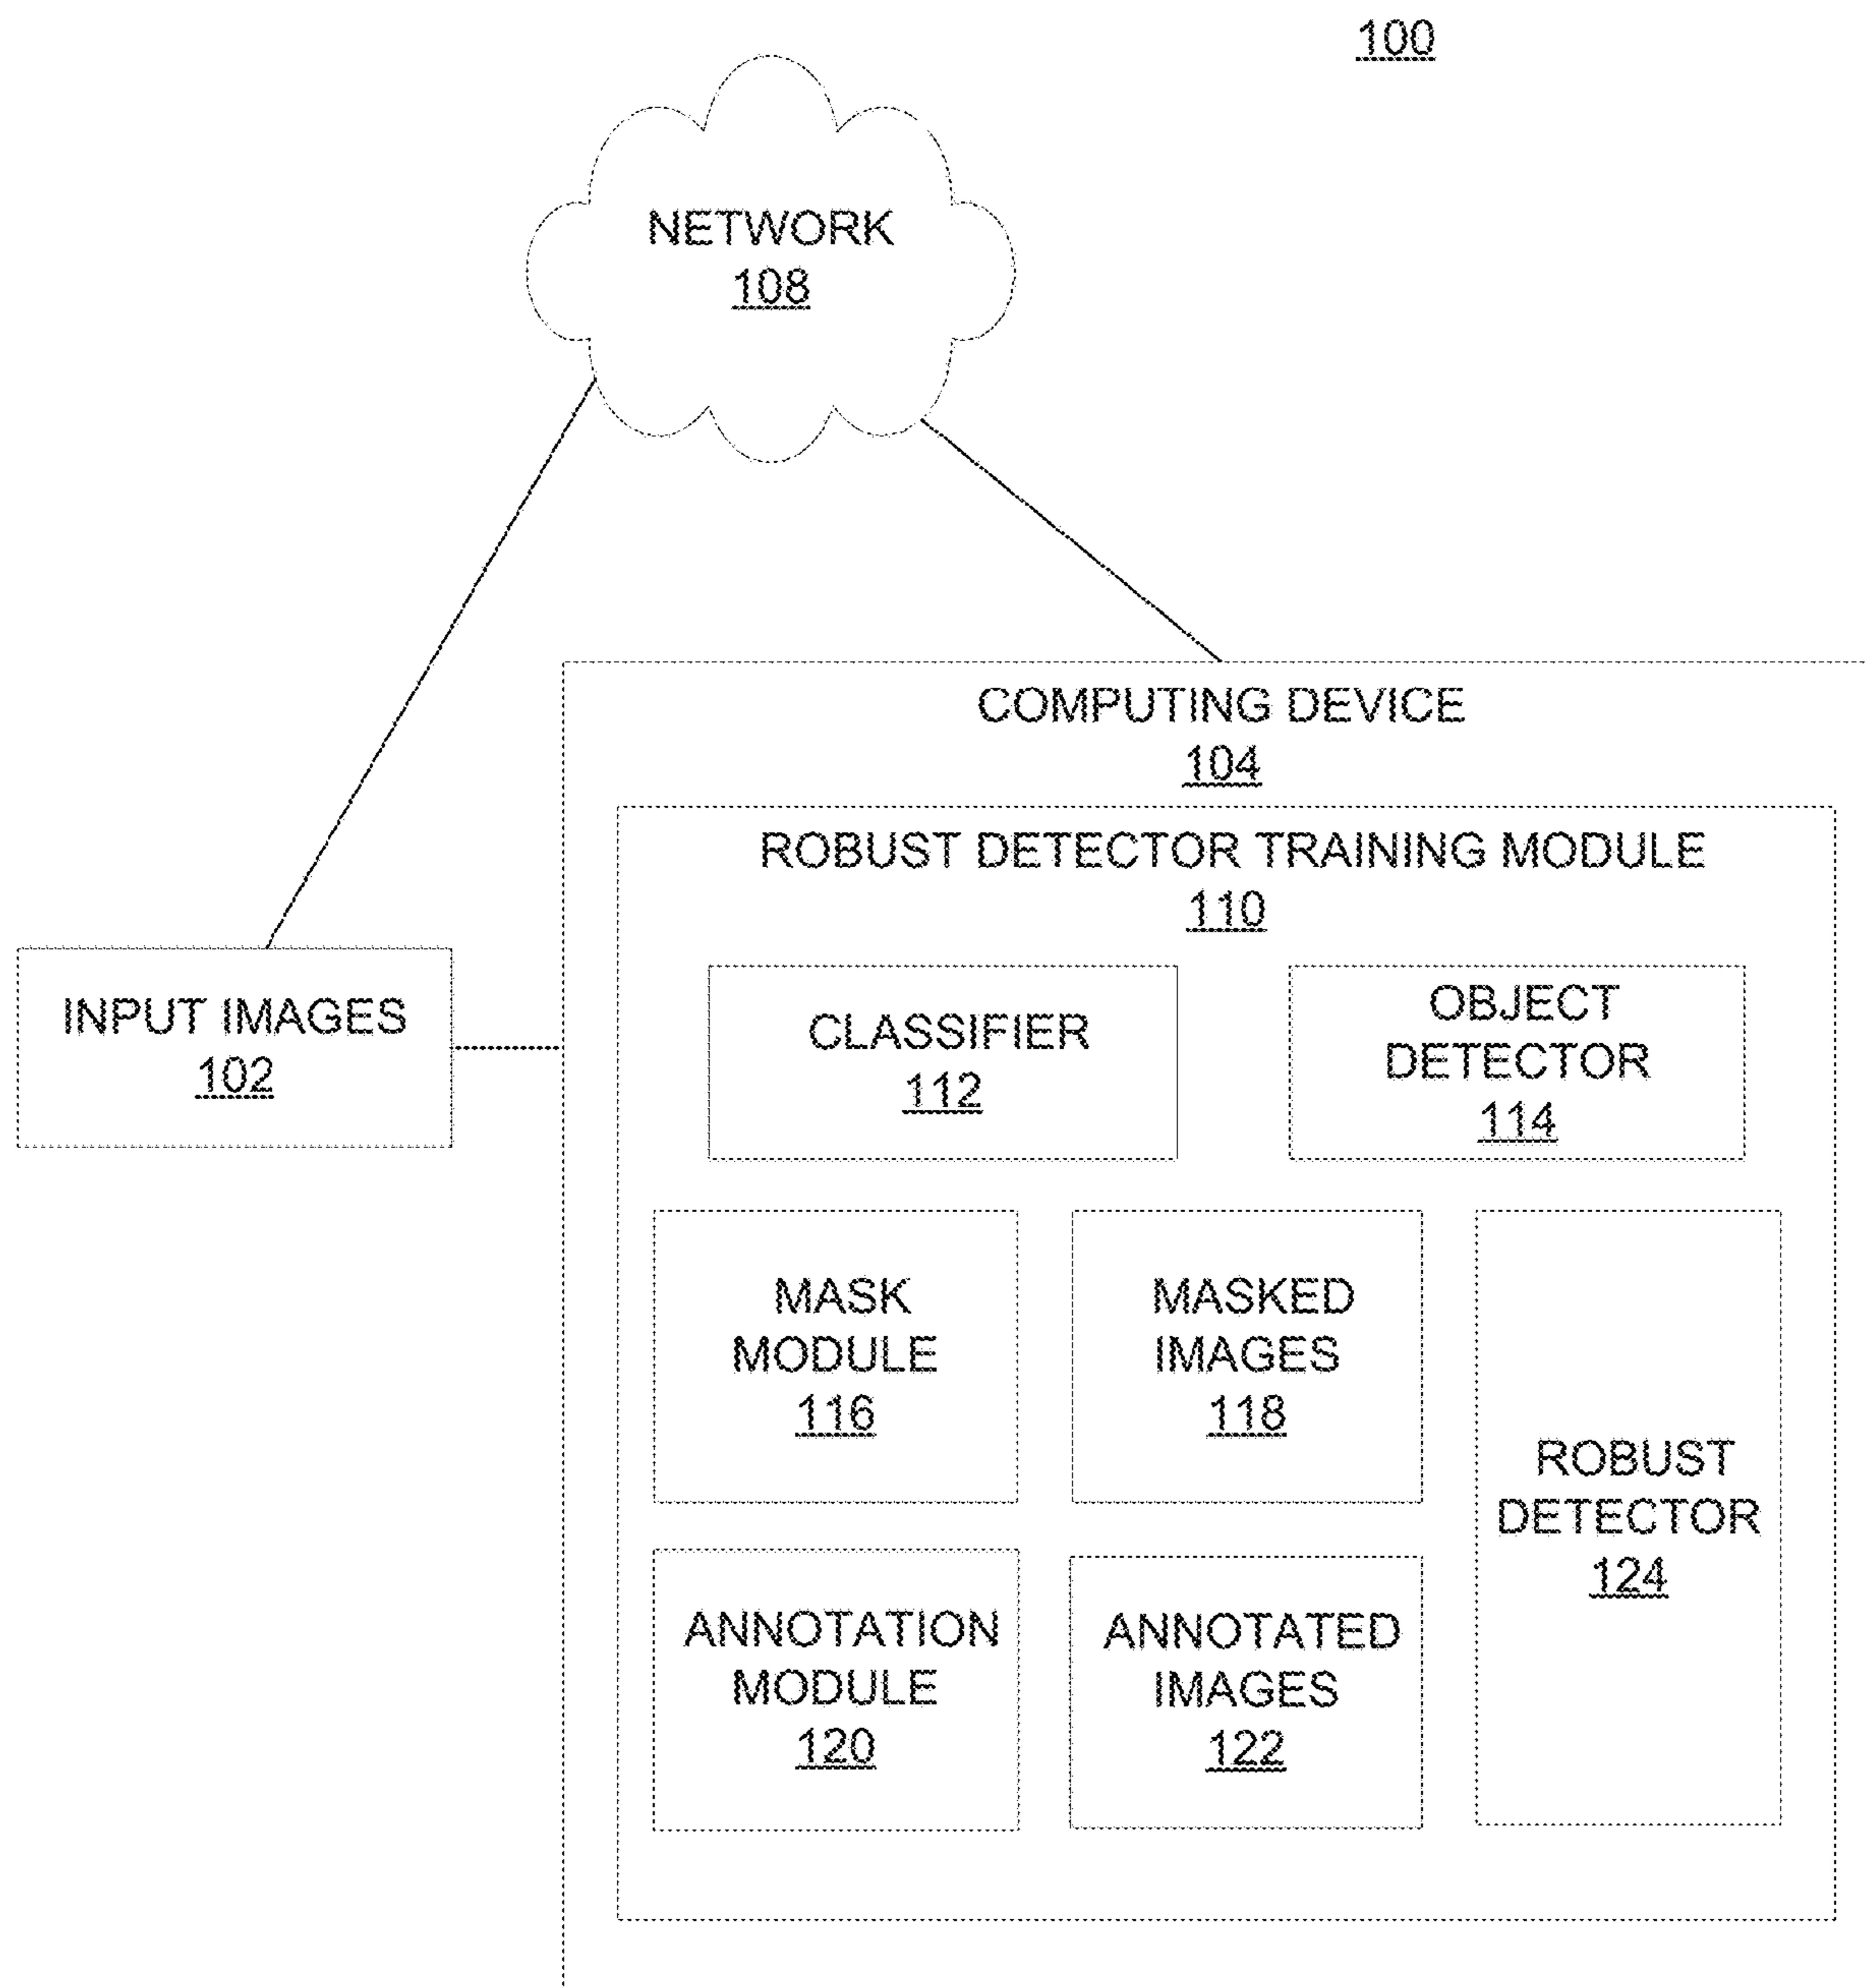 100
NETWORK
108
COMPUTING DEVICE
104
ROBUST DETECTOR TRAINING MODULE
110
INPUT IMAGES
102
CLASSIFIER
112
OBJECT
DETECTOR
114
MASK
MODULE
116
MASKED
IMAGES
118
ROBUST
DETECTOR
124
ANNOTATION
MODULE
120
ANNOTATED
IMAGES
122